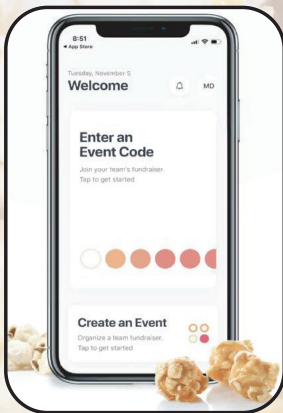 8:51
◀ App Store
Tuesday, November 5
Welcome
MD
Enter an
Event Code
Join your team's fundraiser.
Tap to get started
Create an Event
Organize a team fundraiser.
Tap to get started